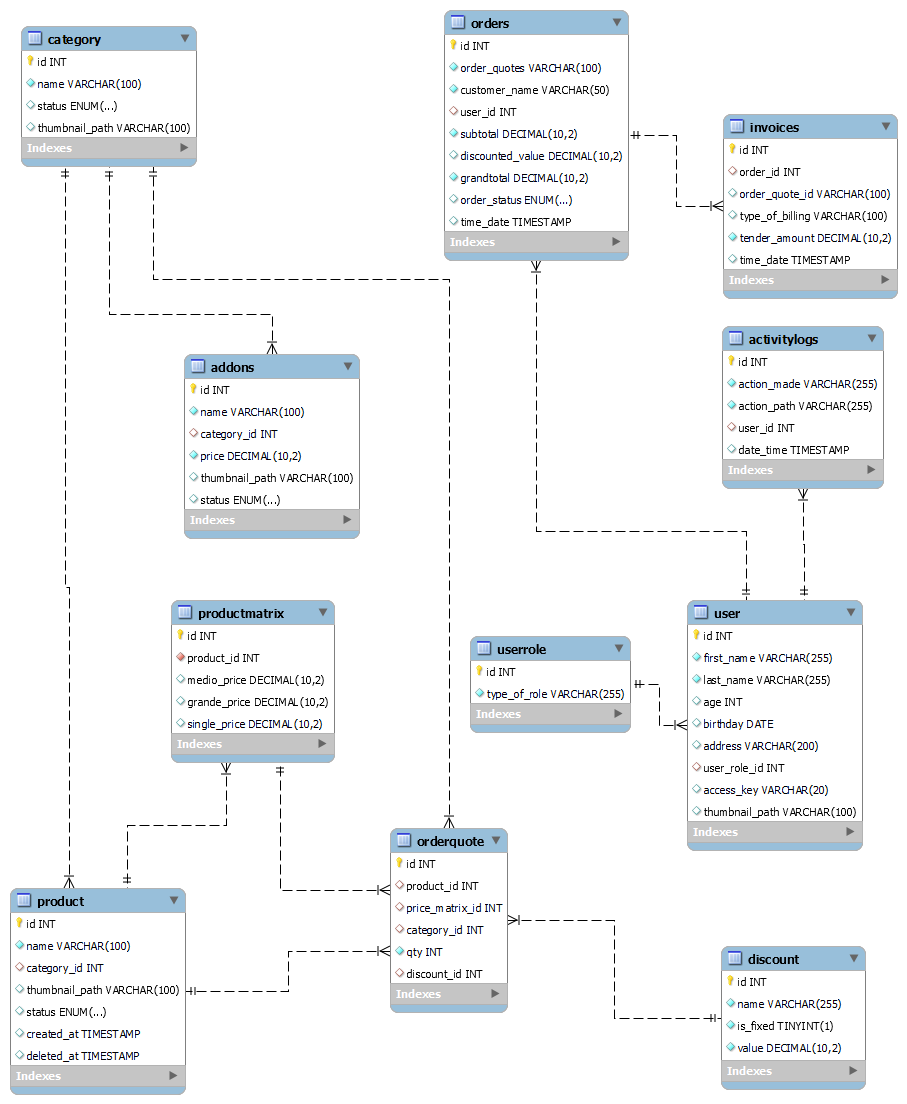 category
id INT
name VARCHAR(100)
status ENUM(...)
thumbnail_path VARCHAR(100)
Indexes
orders
id INT
order_quotes VARCHAR(100)
customer_name VARCHAR(50)
user_id INT
subtotal DECIMAL(10,2)
discounted_value DECIMAL(10,2)
grandtotal DECIMAL(10,2)
order_status ENUM(...)
time_date TIMESTAMP
Indexes
invoices
id INT
order_id INT
order_quote_id VARCHAR(100)
type_of_billing VARCHAR(100)
tender_amount DECIMAL(10,2)
time_date TIMESTAMP
Indexes
addons
id INT
name VARCHAR(100)
category_id INT
price DECIMAL(10,2)
thumbnail_path VARCHAR(100)
status ENUM(...)
Indexes
activitylogs
id INT
action_made VARCHAR(255)
action_path VARCHAR(255)
user_id INT
date_time TIMESTAMP
Indexes
productmatrix
id INT
product_id INT
medio_price DECIMAL(10,2)
grande_price DECIMAL(10,2)
single_price DECIMAL(10,2)
Indexes
userrole
id INT
type_of_role VARCHAR(255)
Indexes
user
id INT
first_name VARCHAR(255)
last_name VARCHAR(255)
age INT
birthday DATE
address VARCHAR(200)
user_role_id INT
access_key VARCHAR(20)
thumbnail_path VARCHAR(100)
Indexes
product
id INT
name VARCHAR(100)
category_id INT
thumbnail_path VARCHAR(100)
status ENUM(...)
created_at TIMESTAMP
deleted_at TIMESTAMP
Indexes
orderquote
id INT
product_id INT
price_matrix_id INT
category_id INT
qty INT
discount_id INT
Indexes
discount
id INT
name VARCHAR(255)
is_fixed TINYINT(1)
value DECIMAL(10,2)
Indexes